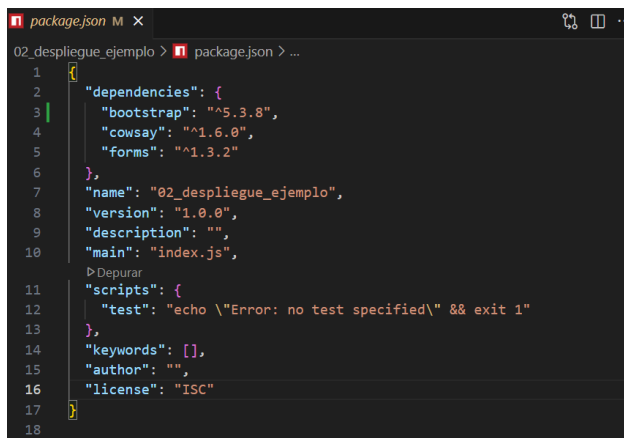 package.json M X
02_despliegue_ejemplo > package.json > ...
1 {
2 "dependencies": {
3 "bootstrap": "^5.3.8",
4 "cowsay": "^1.6.0",
5 "forms": "^1.3.2"
6 },
7 "name": "02_despliegue_ejemplo",
8 "version": "1.0.0",
9 "description": "",
10 "main": "index.js",
Depurar
11 "scripts": {
12 "test": "echo \"Error: no test specified\" && exit 1"
13 },
14 "keywords": [],
15 "author": "",
16 "license": "ISC"
17 }
18